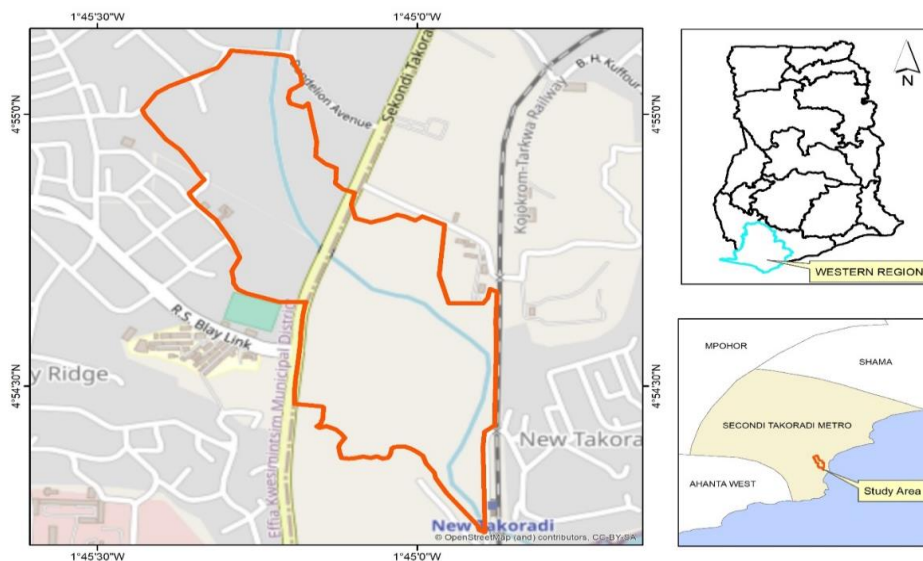 1°45'30"W
1°45'0"W
4°55'0"N
4°55'0"N
Dandelion Avenue
Sekondi Takora
Kojokrom-Tarkwa Railway
B. H. Kuffour
R.S. Blay Link
Effia Kwesimintsim Municipal District
y Ridge
4°54'30"N
4°54'30"N
New Takora
New Takoradi
© OpenStreetMap (and) contributors, CC-BY-SA
1°45'30"W
1°45'0"W
N
WESTERN REGION
MPOHOR
SHAMA
SECONDI TAKORADI METRO
AHANTA WEST
Study Area